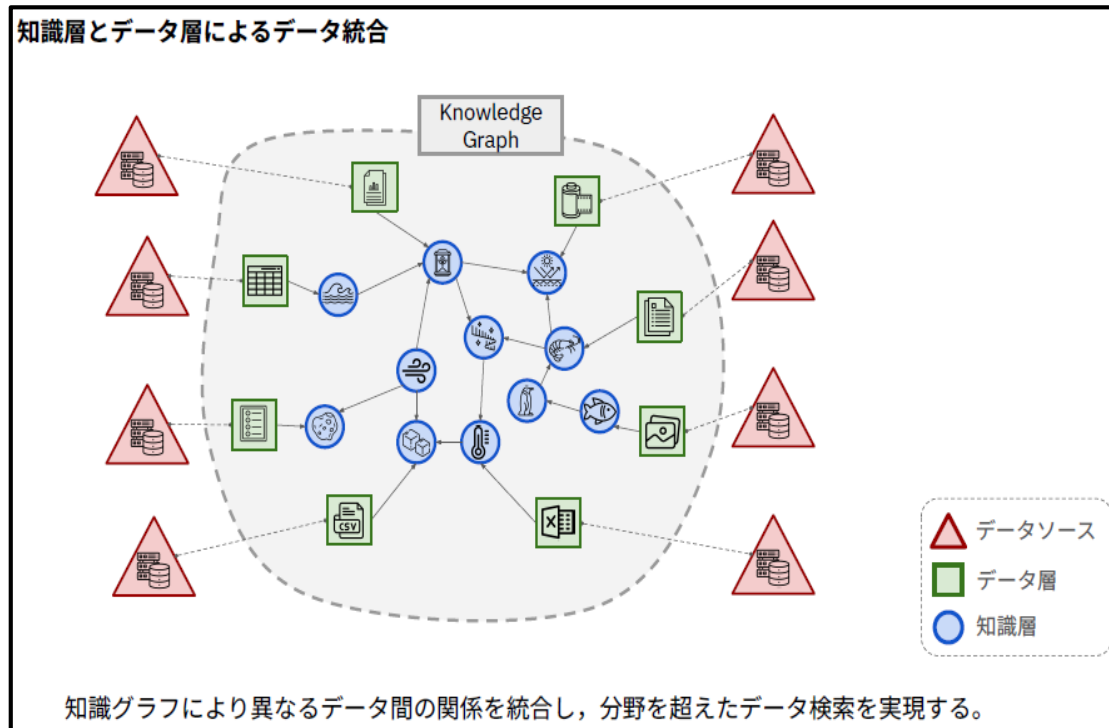 知識層とデータ層によるデータ統合
Knowledge
Graph
CSV
X
データソース
データ層
知識層
知識グラフにより異なるデータ間の関係を統合し，分野を超えたデータ検索を実現する。